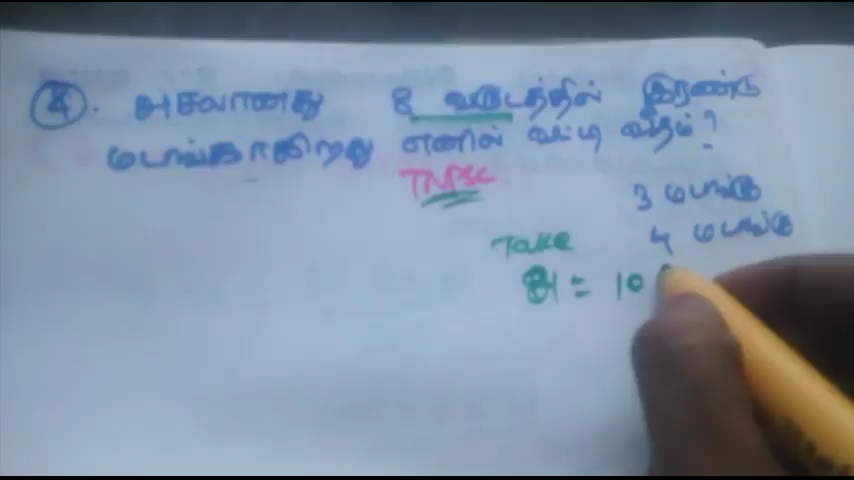 4. அசலானது 8 வருடத்தில் இரண்டு
மடங்காகிறது எனில் வட்டி வீதம்?
TNPSC
3 மடங்கு
4 மடங்கு
Take
அ = 10